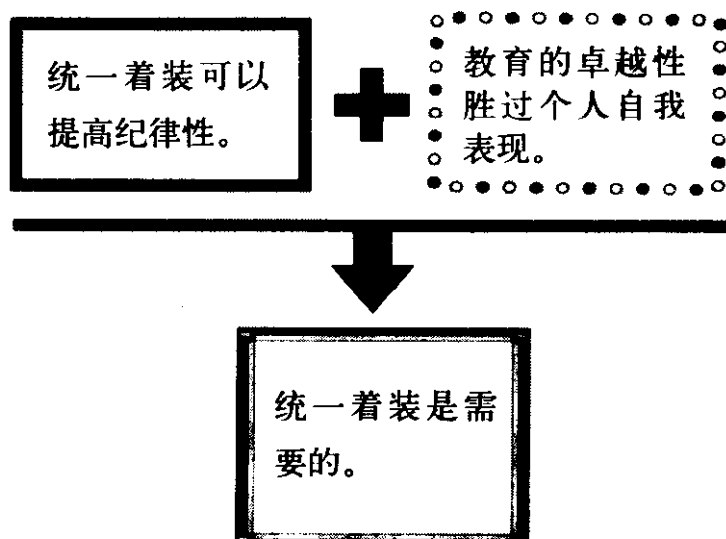 统一着装可以
提高纪律性。
教育的卓越性
胜过个人自我
表现。
统一着装是需
要的。